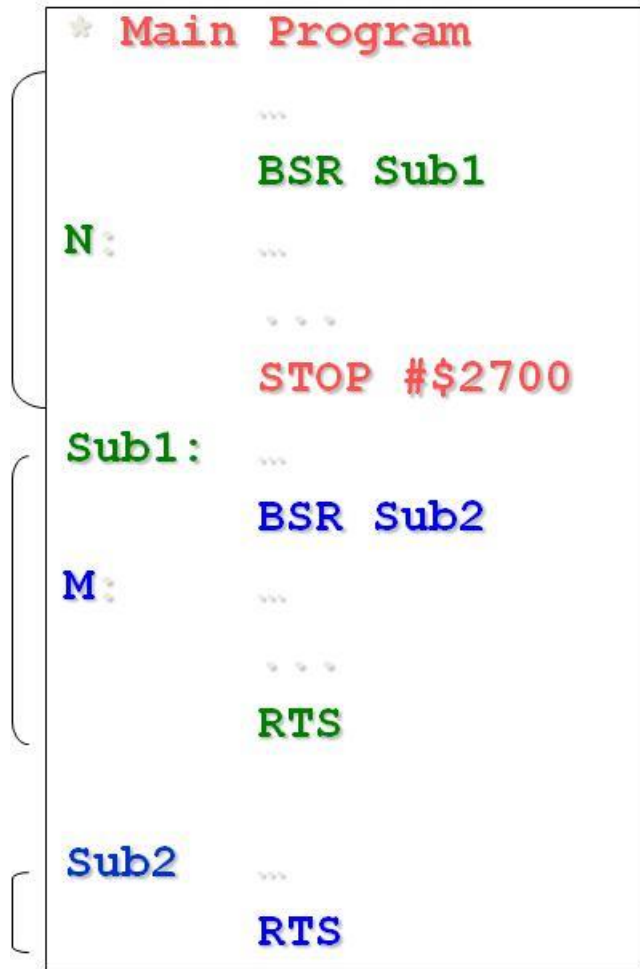 * Main Program
…
BSR Sub1
N: …
...
STOP #$2700
Sub1: …
BSR Sub2
M: …
...
RTS
Sub2 …
RTS